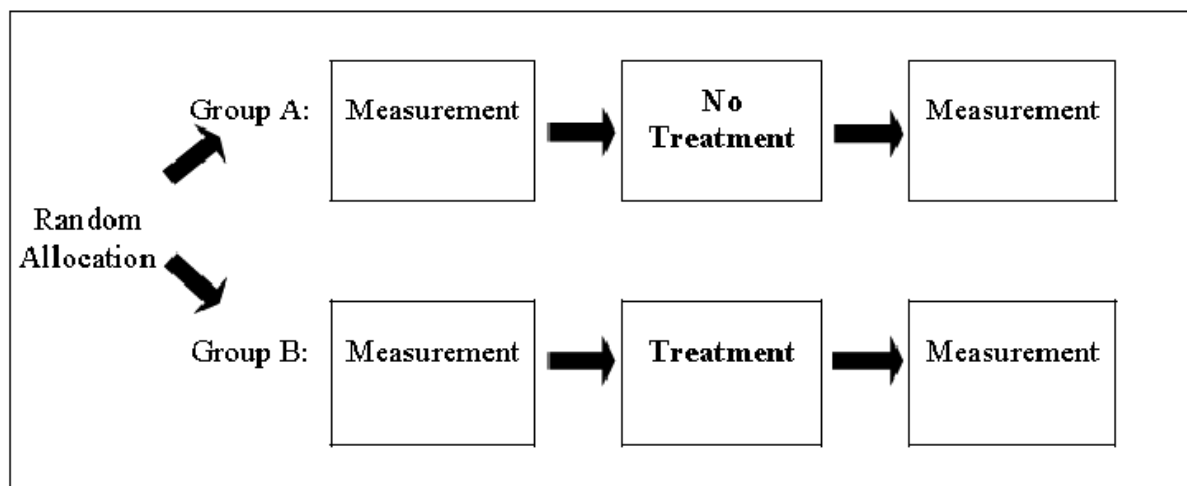 Group A:
Measurement
No
Treatment
Measurement
Random
Allocation
Group B:
Measurement
Treatment
Measurement